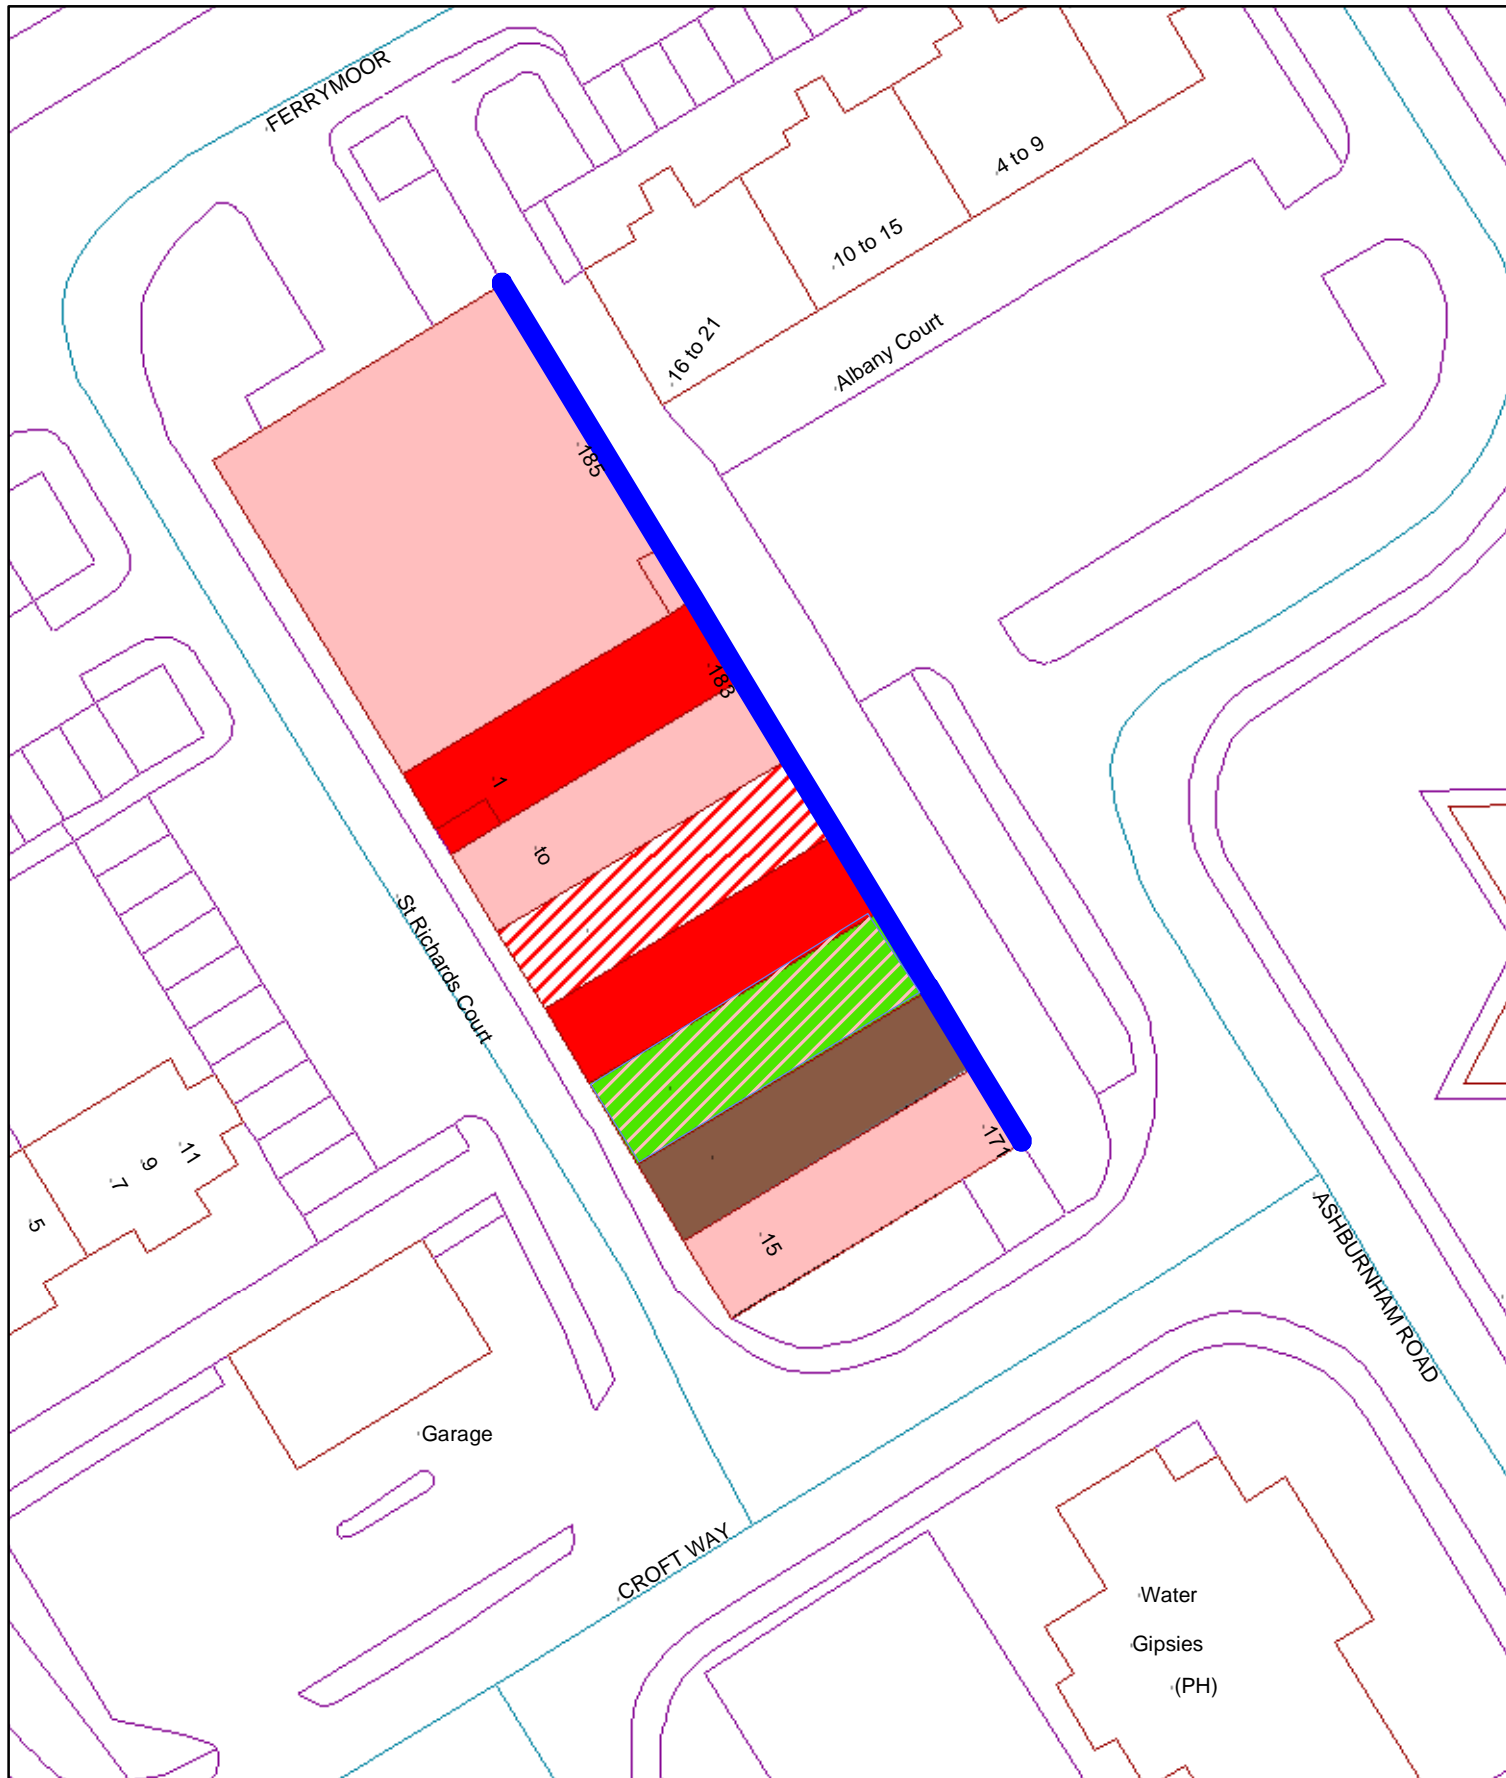 FERRYMOOR
4 to 9
10 to 15
16 to 21
Albany Court
185
183
1
to
St Richards Court
171
15
11
9
7
5
ASHBURNHAM ROAD
Garage
CROFT WAY
Water
Gipsies
(PH)